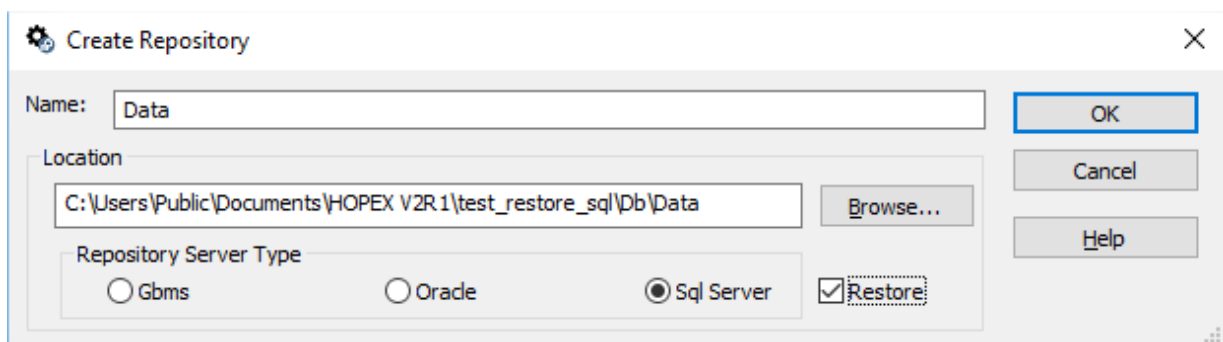 Create Repository
Name: Data
OK
Location
Cancel
C:\Users\Public\Documents\HOPEX V2R1\test_restore_sql\Db\Data Browse...
Help
Repository Server Type
Gbms Oracle Sql Server Restore